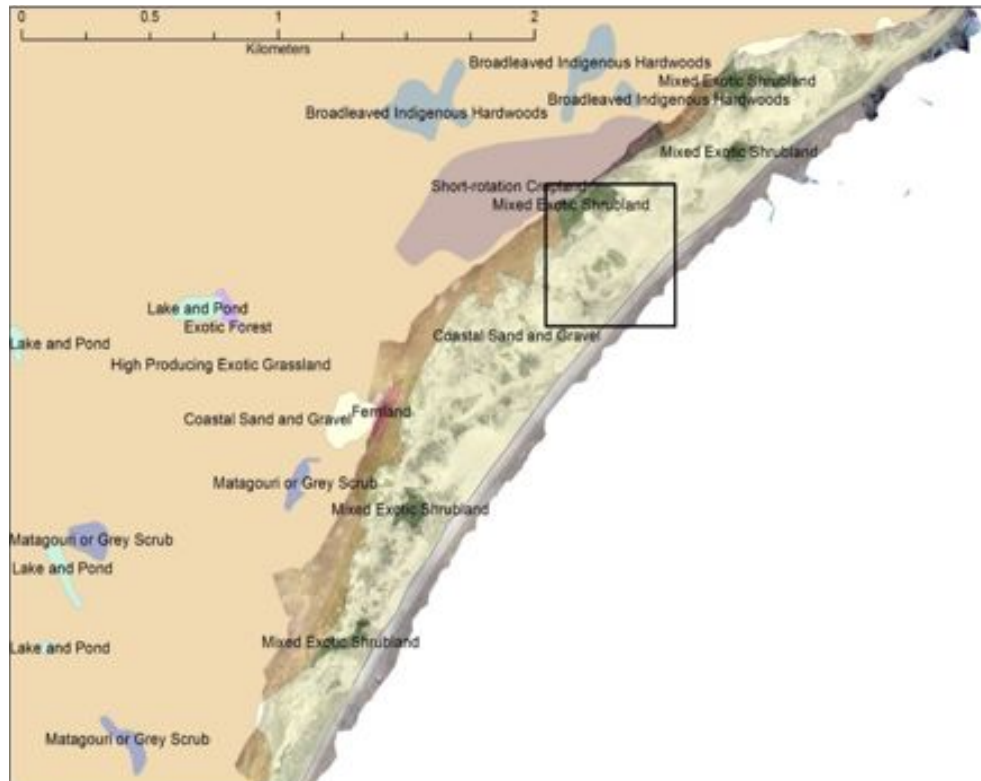 0 0.5 1 2
Kilometers
Broadleaved Indigenous Hardwoods
Mixed Exotic Shrubland
Broadleaved Indigenous Hardwoods
Broadleaved Indigenous Hardwoods
Mixed Exotic Shrubland
Short-rotation Cropland
Mixed Exotic Shrubland
Lake and Pond
Exotic Forest
Coastal Sand and Gravel
Lake and Pond
High Producing Exotic Grassland
Fernland
Coastal Sand and Gravel
Matagouri or Grey Scrub
Mixed Exotic Shrubland
Matagouri or Grey Scrub
Lake and Pond
Mixed Exotic Shrubland
Lake and Pond
Matagouri or Grey Scrub